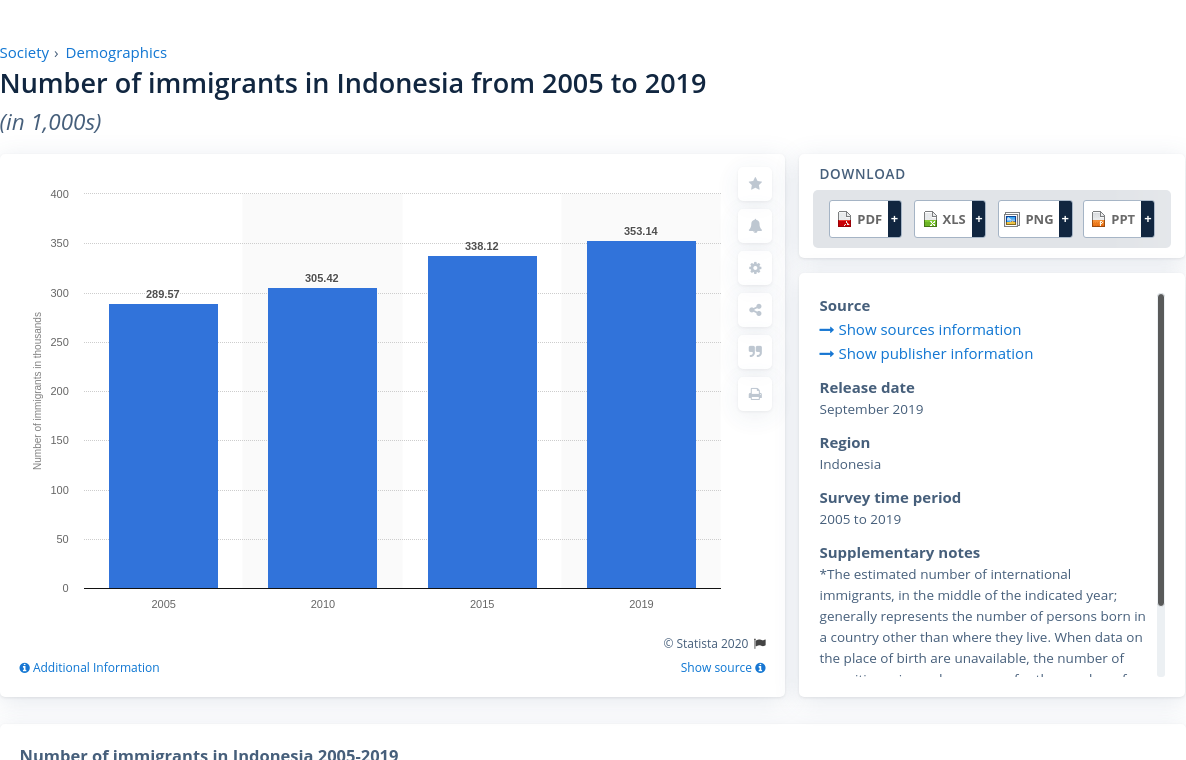 Society › Demographics
Number of immigrants in Indonesia from 2005 to 2019
(in 1,000s)
400
350
300
250
200
150
100
50
0
Number of immigrants in thousands
289.57
305.42
338.12
353.14
2005
2010
2015
2019
© Statista 2020
Additional Information
Show source
DOWNLOAD
PDF + XLS + PNG + PPT +
Source
Show sources information
Show publisher information
Release date
September 2019
Region
Indonesia
Survey time period
2005 to 2019
Supplementary notes
*The estimated number of international
immigrants, in the middle of the indicated year;
generally represents the number of persons born in
a country other than where they live. When data on
the place of birth are unavailable, the number of
Number of immigrants in Indonesia 2005-2019